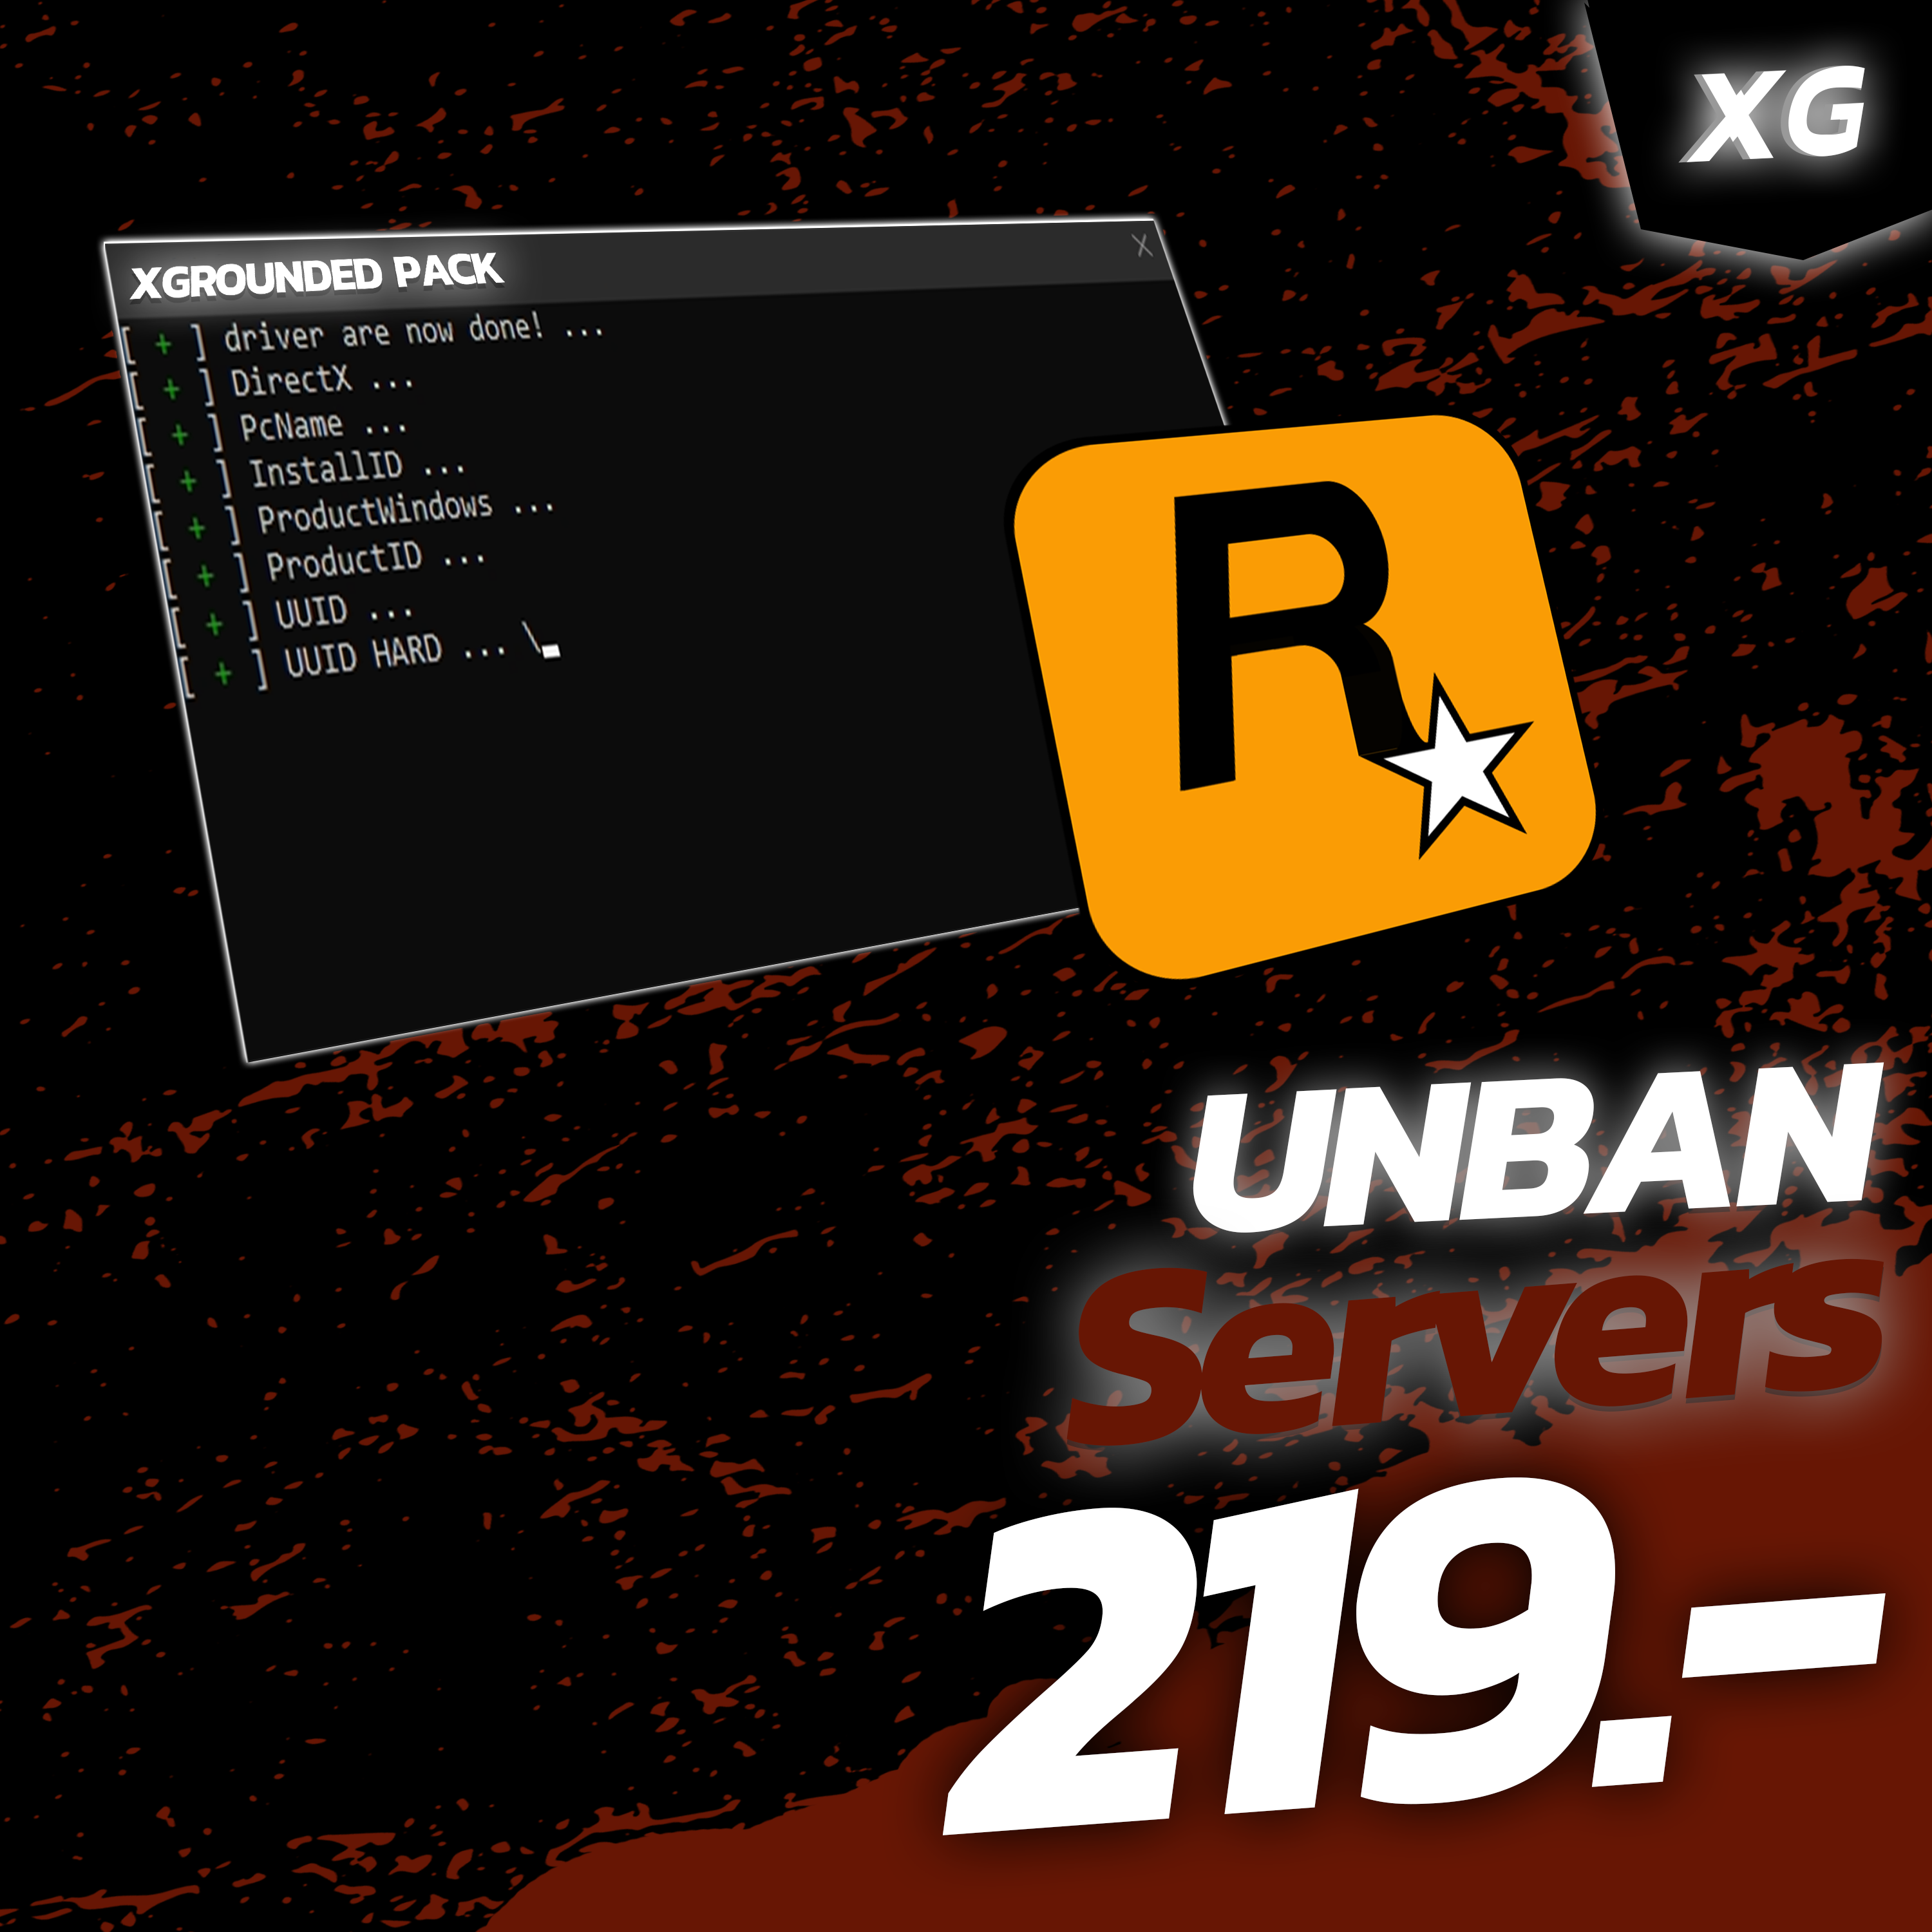 XG
XGROUNDED PACK X
[ + ] driver are now done! ...
[ + ] DirectX ...
[ + ] PcName ...
[ + ] InstallID ...
[ + ] ProductWindows ...
[ + ] ProductID ...
[ + ] UUID ...
[ + ] UUID HARD ... \
R
UNBAN
Servers
219.-